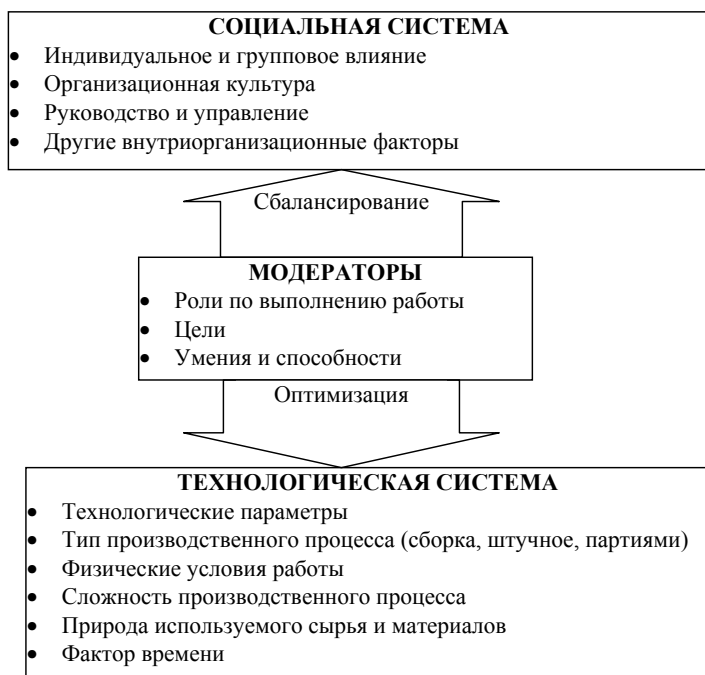 СОЦИАЛЬНАЯ СИСТЕМА
• Индивидуальное и групповое влияние
• Организационная культура
• Руководство и управление
• Другие внутриорганизационные факторы
Сбалансирование
МОДЕРАТОРЫ
• Роли по выполнению работы
• Цели
• Умения и способности
Оптимизация
ТЕХНОЛОГИЧЕСКАЯ СИСТЕМА
• Технологические параметры
• Тип производственного процесса (сборка, штучное, партиями)
• Физические условия работы
• Сложность производственного процесса
• Природа используемого сырья и материалов
• Фактор времени